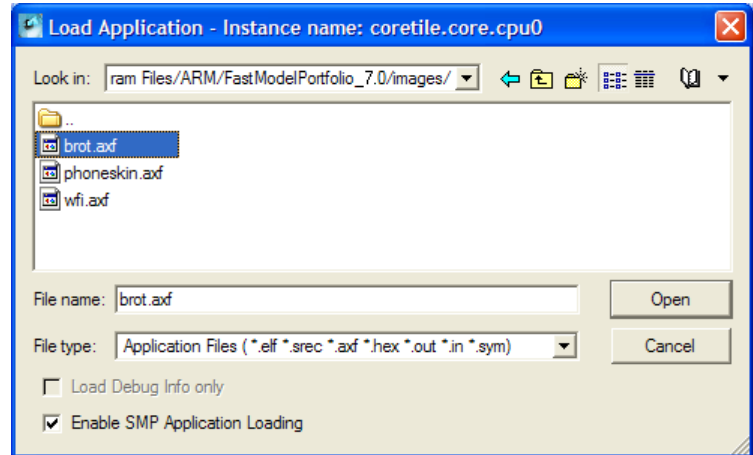 Load Application - Instance name: coretile.core.cpu0
Look in: ram Files/ARM/FastModelPortfolio_7.0/images/
..
brot.axf
phoneskin.axf
wfi.axf
File name: brot.axf
Open
File type: Application Files ( *.elf *.srec *.axf *.hex *.out *.in *.sym)
Cancel
Load Debug Info only
Enable SMP Application Loading